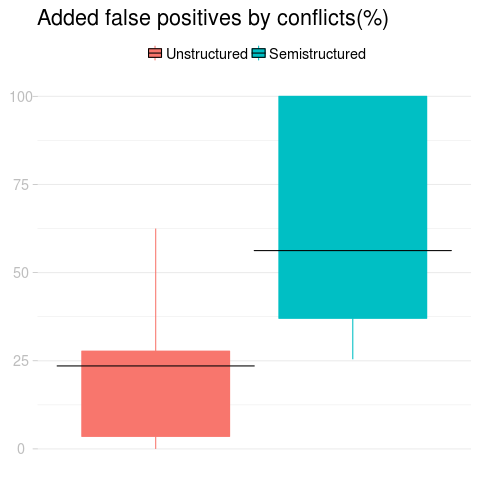 Added false positives by conflicts(%)
Unstructured Semistructured
100
75
50
25
0